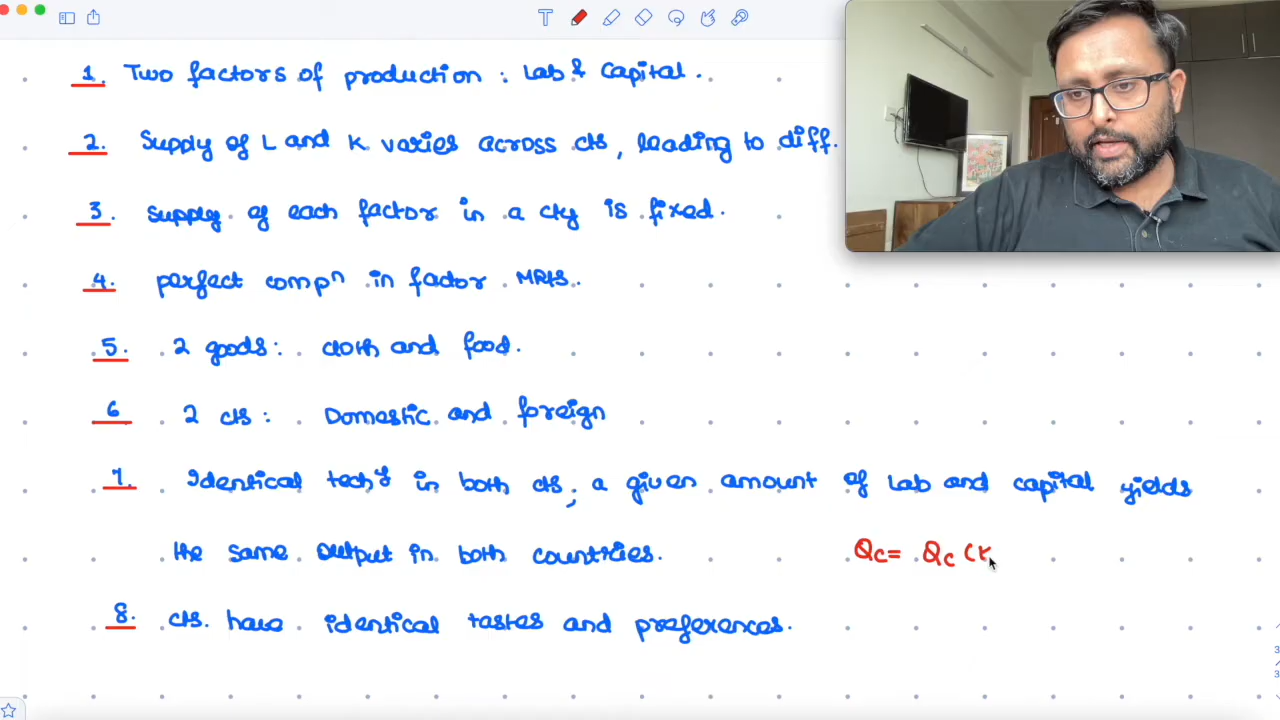 1. Two factors of production : Lab & Capital.
2. Supply of L and K varies across cts, leading to diff.
3. Supply of each factor in a cty is fixed.
4. perfect compⁿ in factor MRKts.
5. 2 goods: cloth and food.
6 2 cts: Domestic and foreign
7. Identical techʸ in both cts; a given amount of Lab and capital yields
the same output in both countries. Qc= Qc (K
8. cts. have identical tastes and preferences.